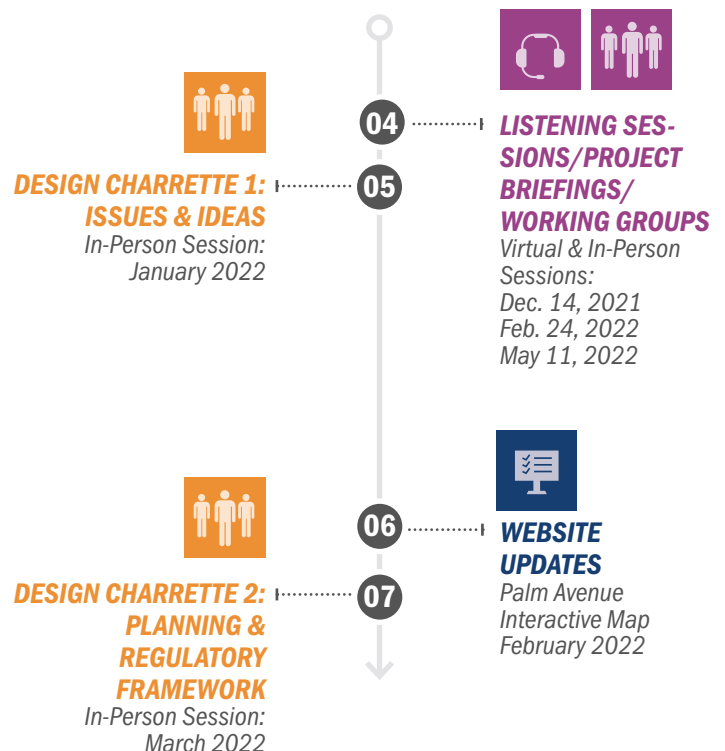 04
LISTENING SES-
SIONS/PROJECT
BRIEFINGS/
WORKING GROUPS
Virtual & In-Person
Sessions:
Dec. 14, 2021
Feb. 24, 2022
May 11, 2022
05
DESIGN CHARRETTE 1:
ISSUES & IDEAS
In-Person Session:
January 2022
06
WEBSITE
UPDATES
Palm Avenue
Interactive Map
February 2022
07
DESIGN CHARRETTE 2:
PLANNING &
REGULATORY
FRAMEWORK
In-Person Session:
March 2022